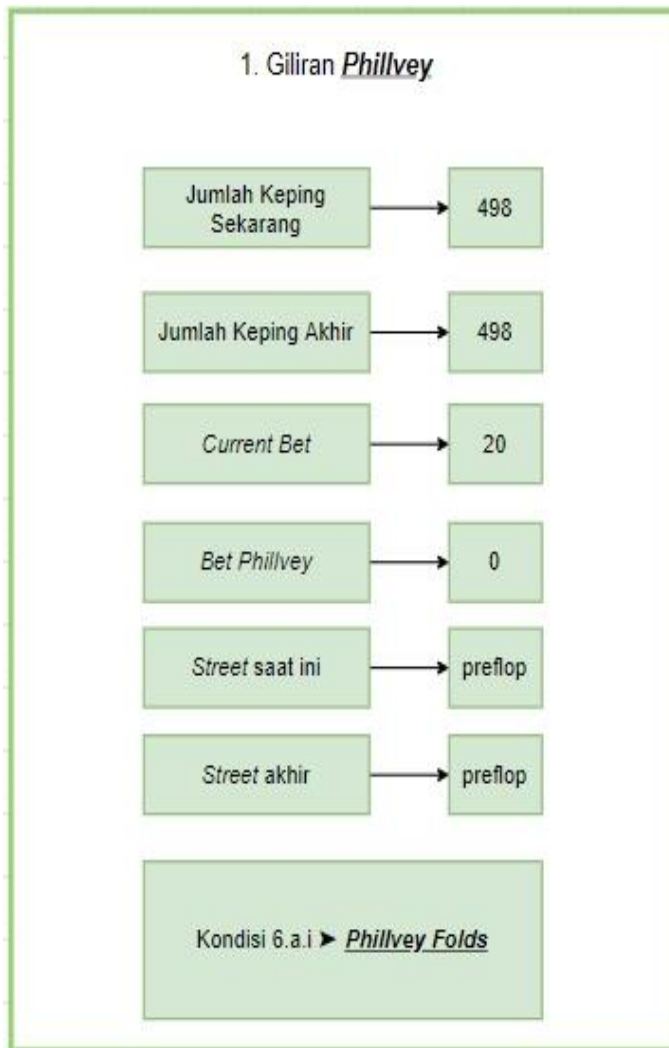 1. Giliran Phillvey
Jumlah Keping
Sekarang
498
Jumlah Keping Akhir
498
Current Bet
20
Bet Phillvey
0
Street saat ini
preflop
Street akhir
preflop
Kondisi 6.a.i ➤ Phillvey Folds